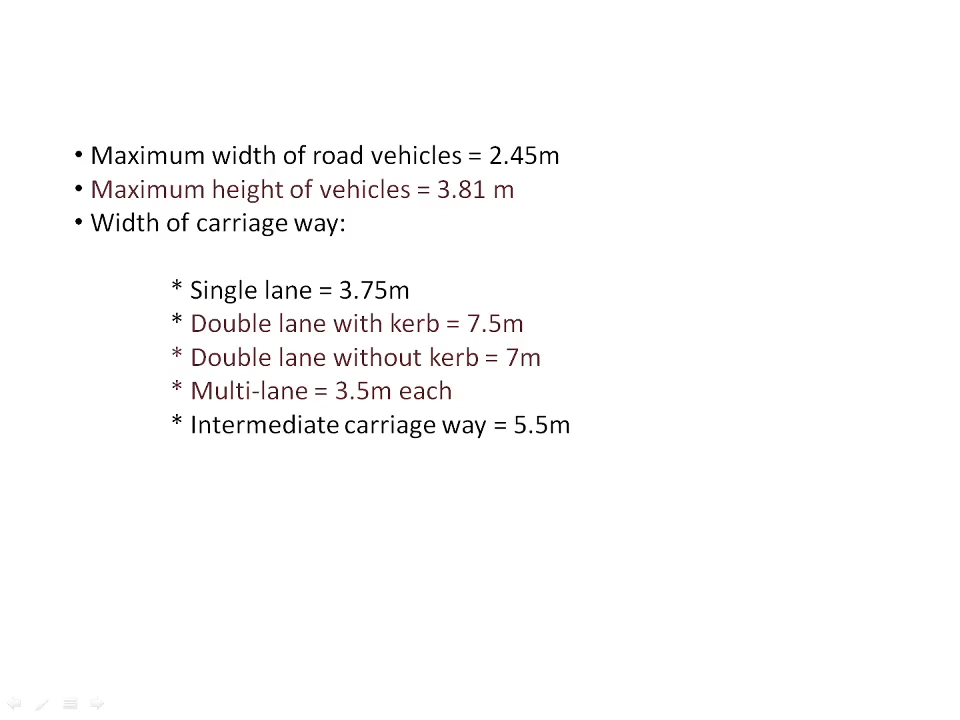 • Maximum width of road vehicles = 2.45m
• Maximum height of vehicles = 3.81 m
• Width of carriage way:
* Single lane = 3.75m
* Double lane with kerb = 7.5m
* Double lane without kerb = 7m
* Multi-lane = 3.5m each
* Intermediate carriage way = 5.5m